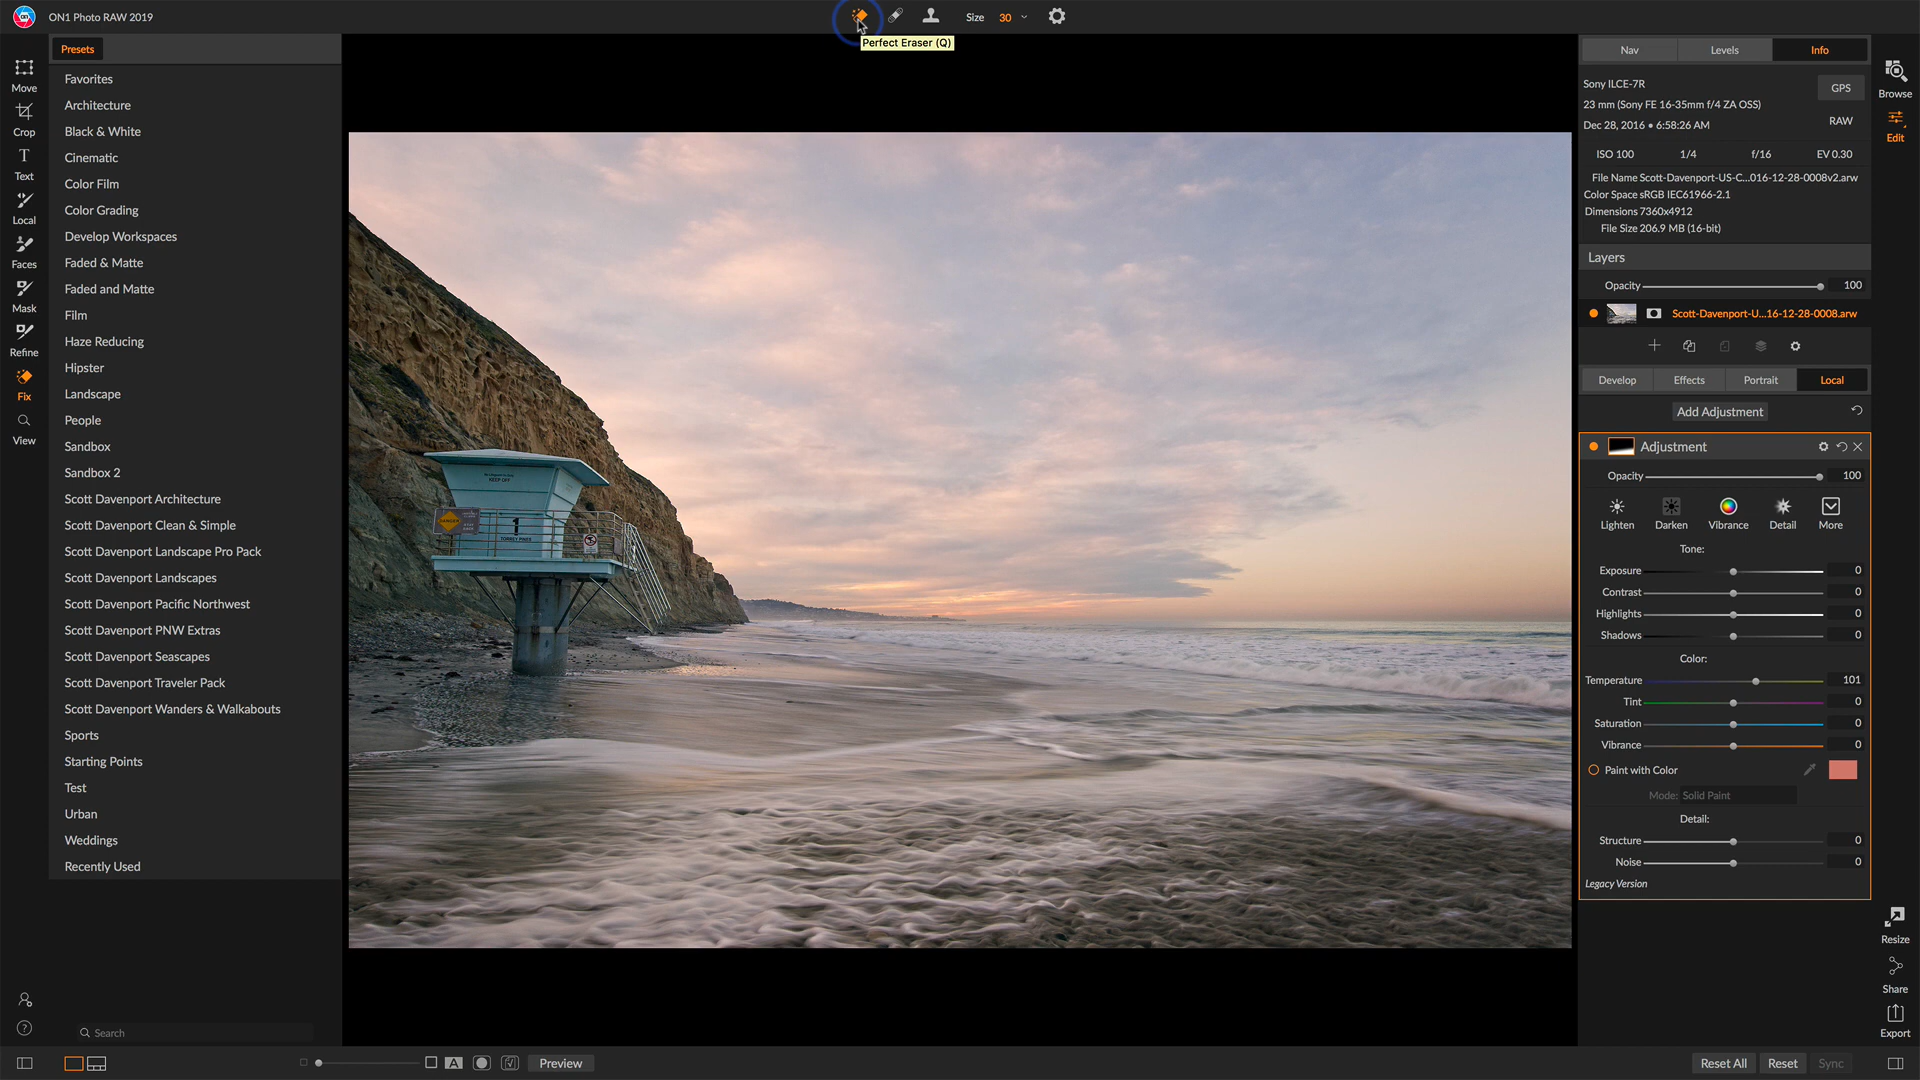 ON1 Photo RAW 2019
Size 30
Perfect Eraser (Q)
Presets
Favorites
Architecture
Black & White
Cinematic
Color Film
Color Grading
Develop Workspaces
Faded & Matte
Faded and Matte
Film
Haze Reducing
Hipster
Landscape
People
Sandbox
Sandbox 2
Scott Davenport Architecture
Scott Davenport Clean & Simple
Scott Davenport Landscape Pro Pack
Scott Davenport Landscapes
Scott Davenport Pacific Northwest
Scott Davenport PNW Extras
Scott Davenport Seascapes
Scott Davenport Traveler Pack
Scott Davenport Wanders & Walkabouts
Sports
Starting Points
Test
Urban
Weddings
Recently Used
Search
Move
Crop
Text
Local
Faces
Mask
Refine
Fix
View
KEEP OFF
DANGER
1
TORREY PINES
Nav Levels Info
Sony ILCE-7R
GPS
23 mm (Sony FE 16-35mm f/4 ZA OSS)
Dec 28, 2016 • 6:58:26 AM
RAW
ISO 100 1/4 f/16 EV 0.30
File Name Scott-Davenport-US-C...016-12-28-0008v2.arw
Color Space sRGB IEC61966-2.1
Dimensions 7360x4912
File Size 206.9 MB (16-bit)
Layers
Opacity 100
Scott-Davenport-U...16-12-28-0008.arw
Develop Effects Portrait Local
Add Adjustment
Adjustment
Opacity 100
Lighten Darken Vibrance Detail More
Tone:
Exposure 0
Contrast 0
Highlights 0
Shadows 0
Color:
Temperature 101
Tint 0
Saturation 0
Vibrance 0
Paint with Color
Mode: Solid Paint
Detail:
Structure 0
Noise 0
Legacy Version
Browse
Edit
Resize
Share
Export
A
Preview
Reset All Reset Sync